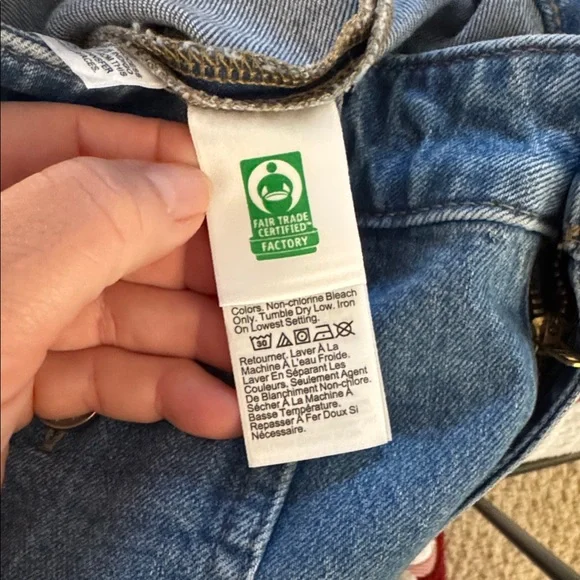 FAIR TRADE
CERTIFIED™
FACTORY
Colors. Non-chlorine Bleach
Only. Tumble Dry Low. Iron
On Lowest Setting.
30
Retourner. Laver À La
Machine À L'eau Froide.
Laver En Séparant Les
Couleurs, Seulement Agent
De Blanchiment Non-chlore.
Sécher À La Machine À
Basse Température.
Repasser À Fer Doux Si
Nécessaire.